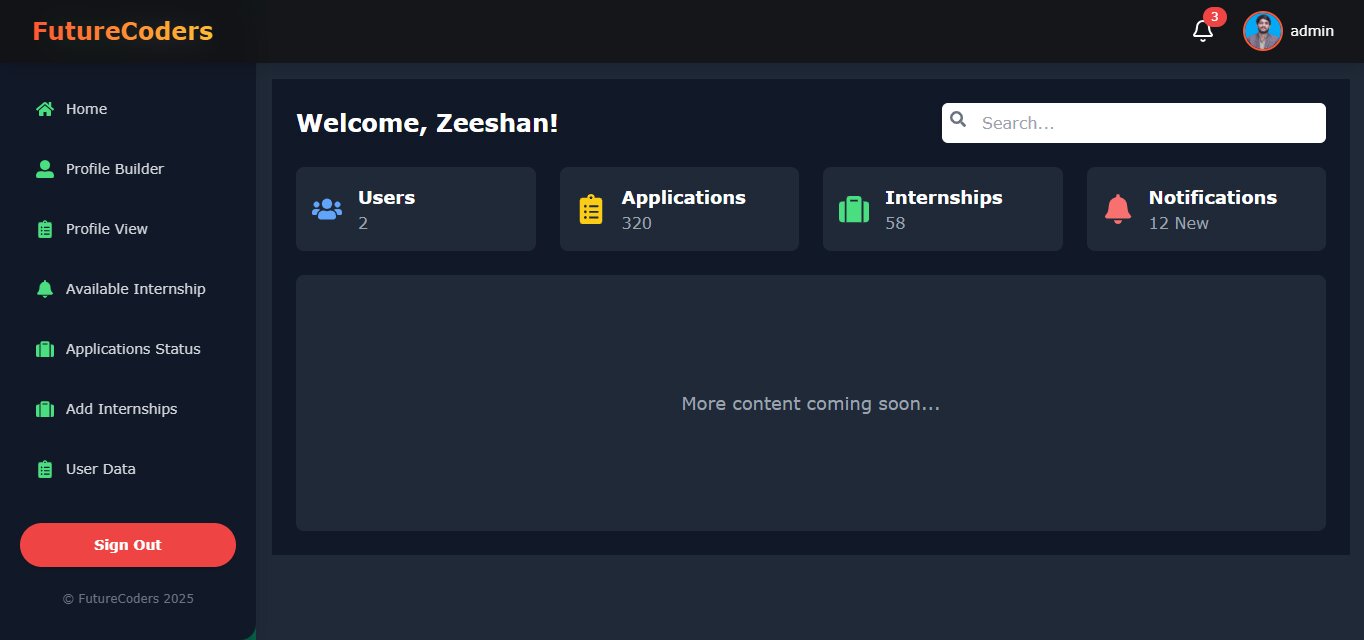 FutureCoders
3
admin
Home
Profile Builder
Profile View
Available Internship
Applications Status
Add Internships
User Data
Sign Out
© FutureCoders 2025
Welcome, Zeeshan!
Search...
Users
2
Applications
320
Internships
58
Notifications
12 New
More content coming soon...